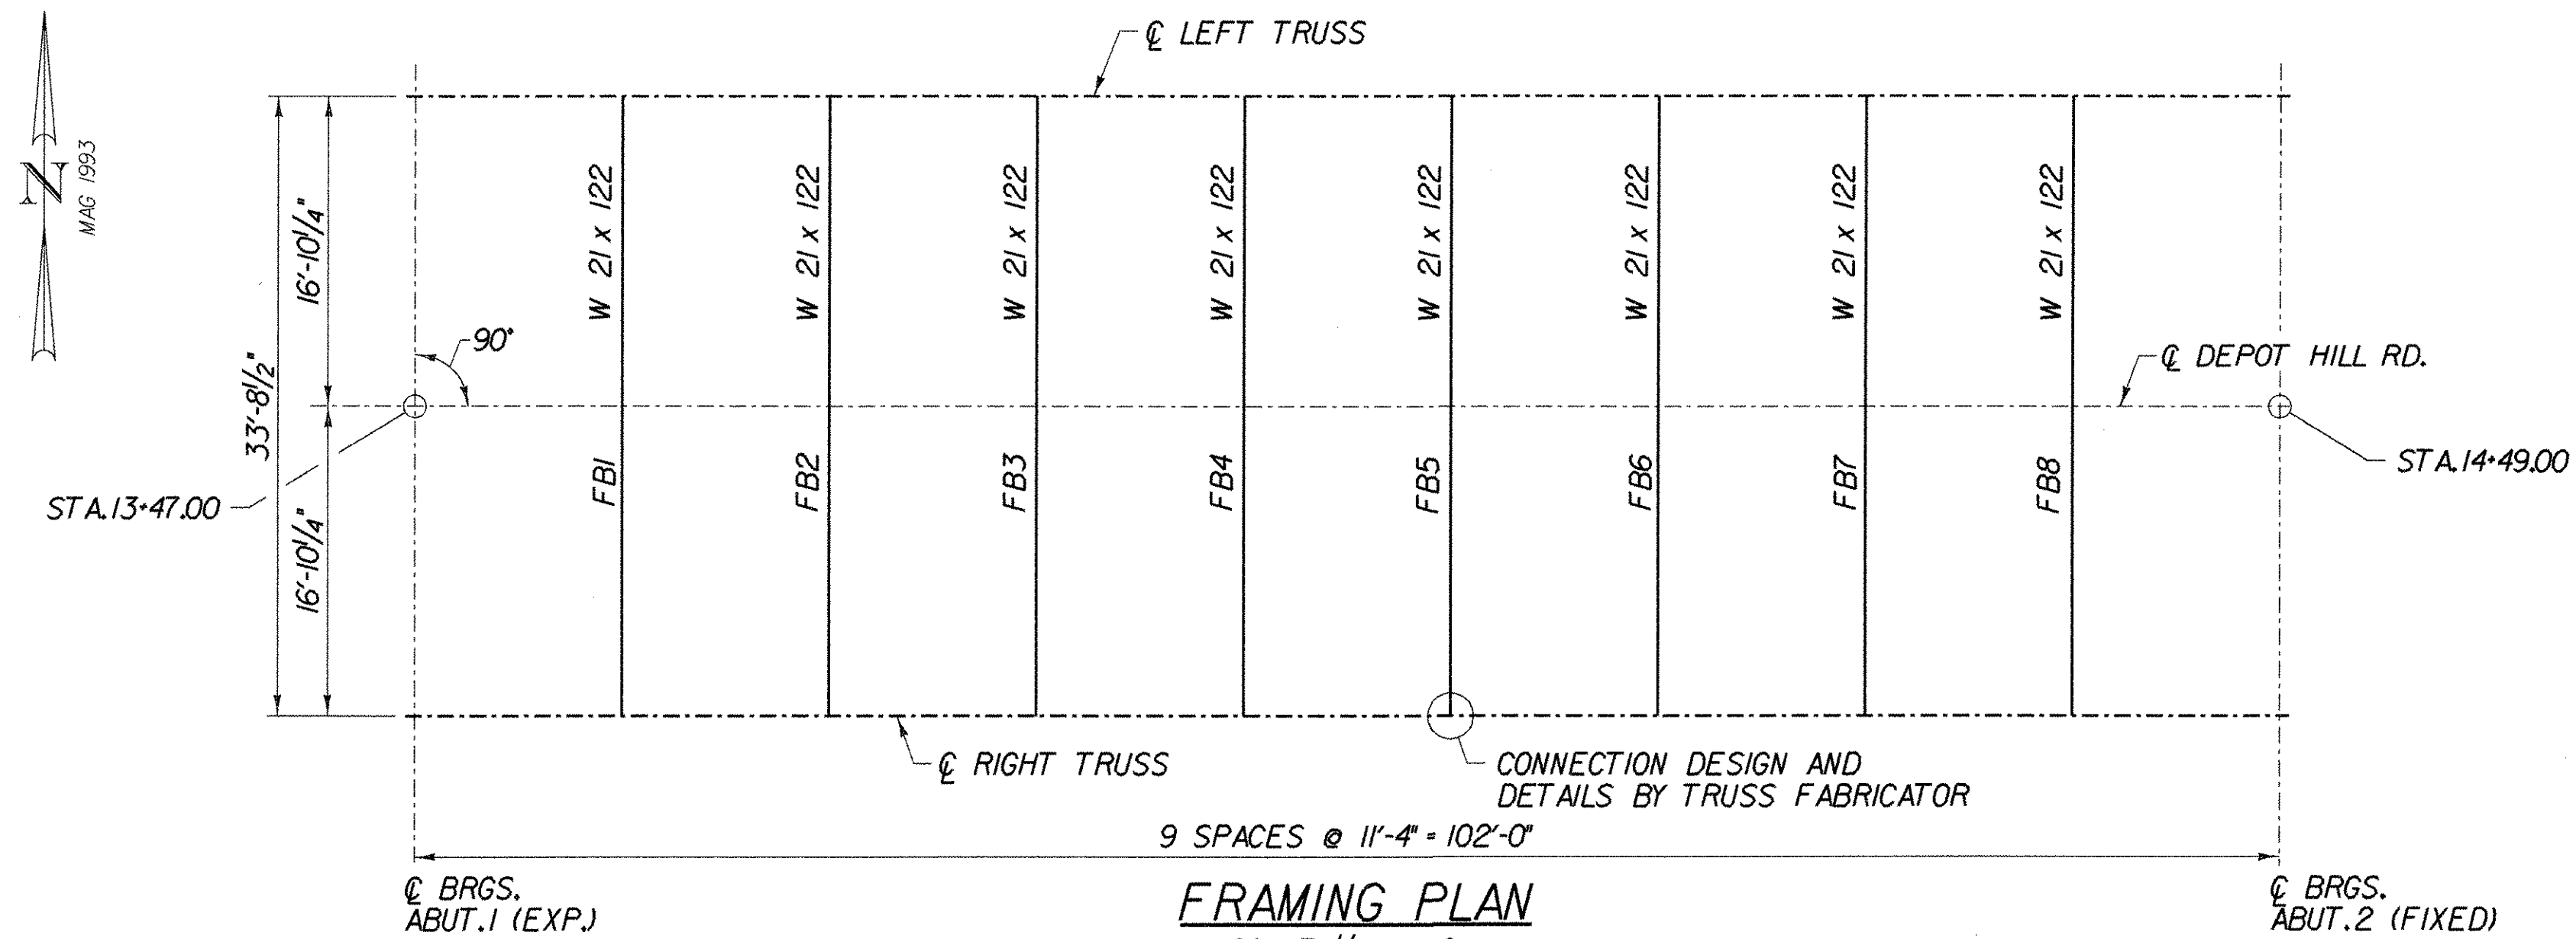 ℄ LEFT TRUSS
N
MAG 1993
33'-8½"
16'-10¼"
16'-10¼"
90°
W 21 x 122
W 21 x 122
W 21 x 122
W 21 x 122
W 21 x 122
W 21 x 122
W 21 x 122
W 21 x 122
℄ DEPOT HILL RD.
FB1
FB2
FB3
FB4
FB5
FB6
FB7
FB8
STA.13+47.00
STA.14+49.00
℄ RIGHT TRUSS
CONNECTION DESIGN AND
DETAILS BY TRUSS FABRICATOR
9 SPACES @ 11'-4" = 102'-0"
℄ BRGS.
ABUT.1 (EXP.)
FRAMING PLAN
℄ BRGS.
ABUT.2 (FIXED)